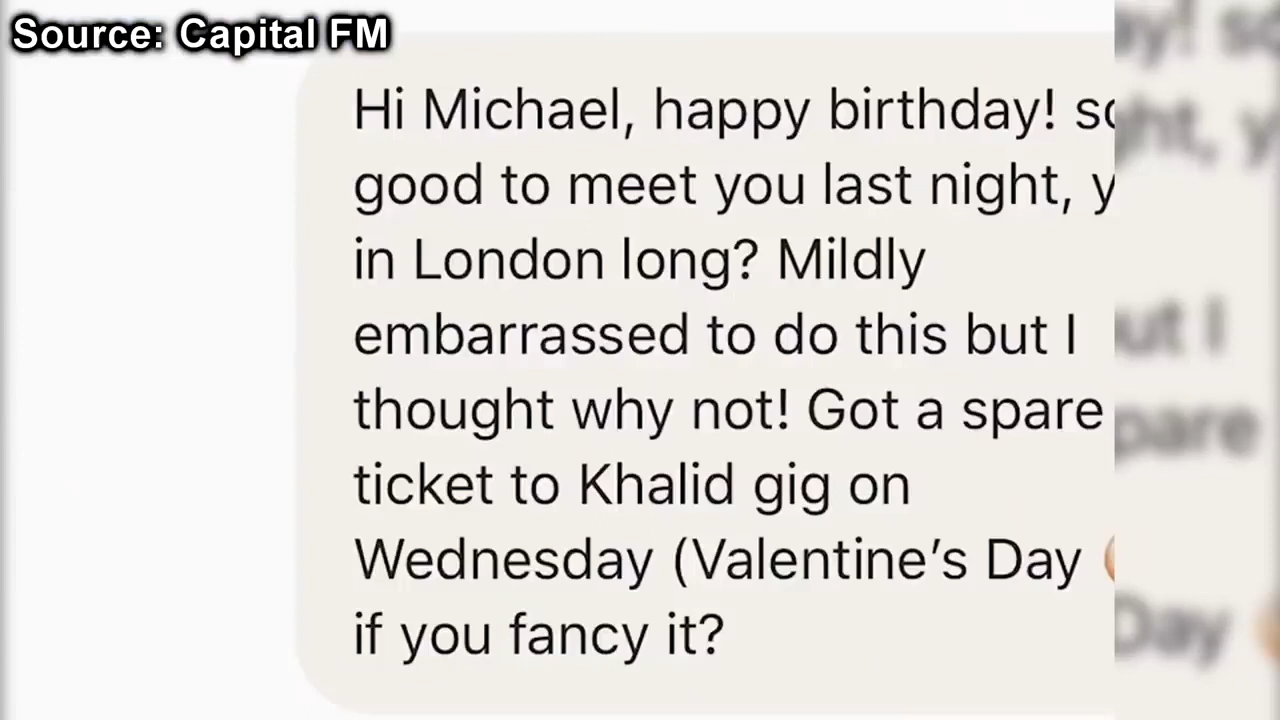 Source: Capital FM
Hi Michael, happy birthday! so
good to meet you last night,
in London long? Mildly
embarrassed to do this but I
thought why not! Got a spare
ticket to Khalid gig on
Wednesday (Valentine’s Day
if you fancy it?